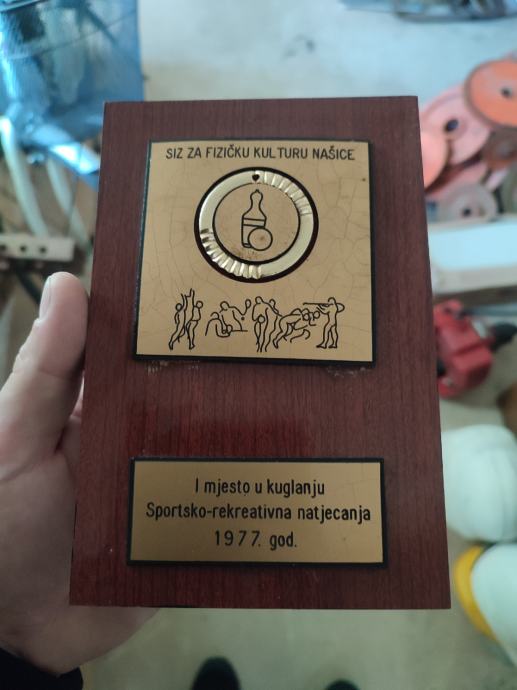 SIZ ZA FIZIČKU KULTURU NAŠICE
I mjesto u kuglanju
Sportsko-rekreativna natjecanja
1977. god.